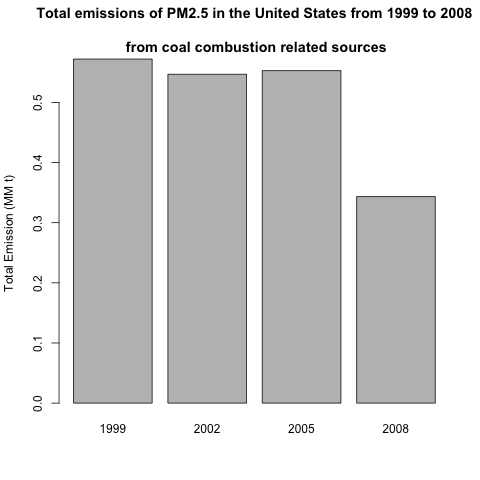 Total emissions of PM2.5 in the United States from 1999 to 2008
from coal combustion related sources
Total Emission (MM t)
0.5
0.4
0.3
0.2
0.1
0.0
1999 2002 2005 2008